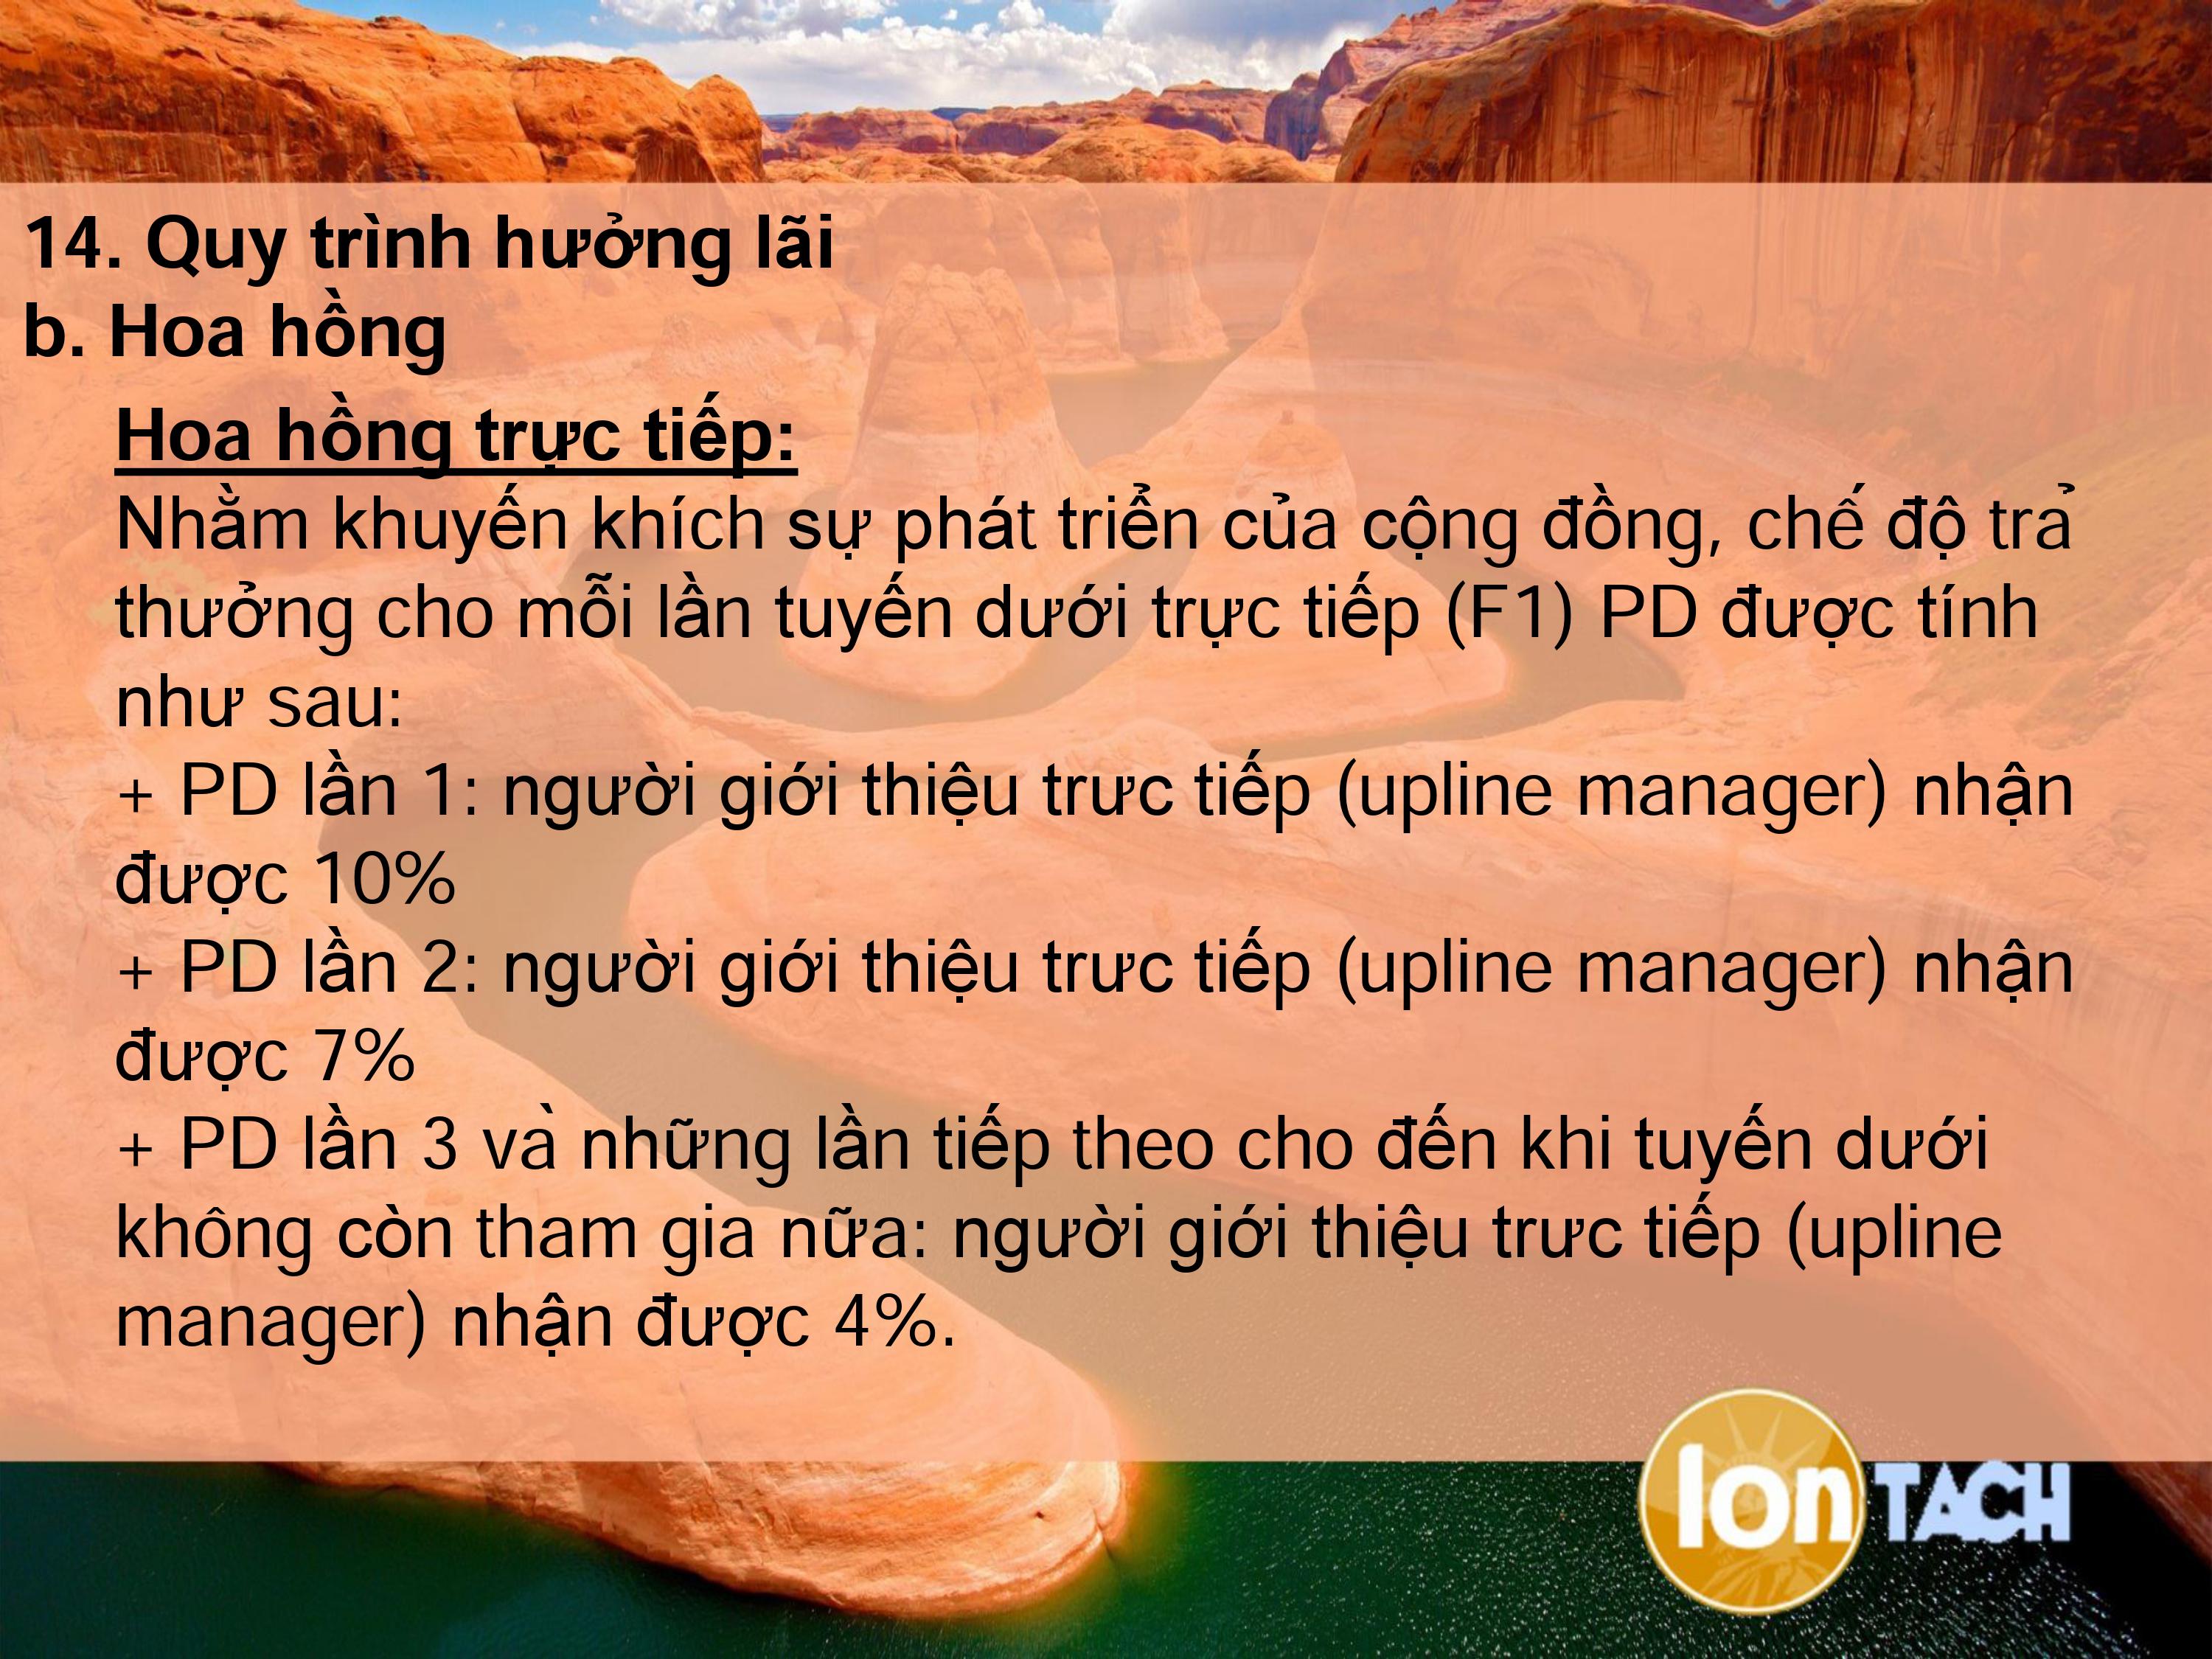 14. Quy trình hưởng lãi
b. Hoa hồng
Hoa hồng trực tiếp:
Nhằm khuyến khích sự phát triển của cộng đồng, chế độ trả
thưởng cho mỗi lần tuyến dưới trực tiếp (F1) PD được tính
như sau:
+ PD lần 1: người giới thiệu trưc tiếp (upline manager) nhận
được 10%
+ PD lần 2: người giới thiệu trưc tiếp (upline manager) nhận
được 7%
+ PD lần 3 và những lần tiếp theo cho đến khi tuyến dưới
không còn tham gia nữa: người giới thiệu trưc tiếp (upline
manager) nhận được 4%.
Ion TACH